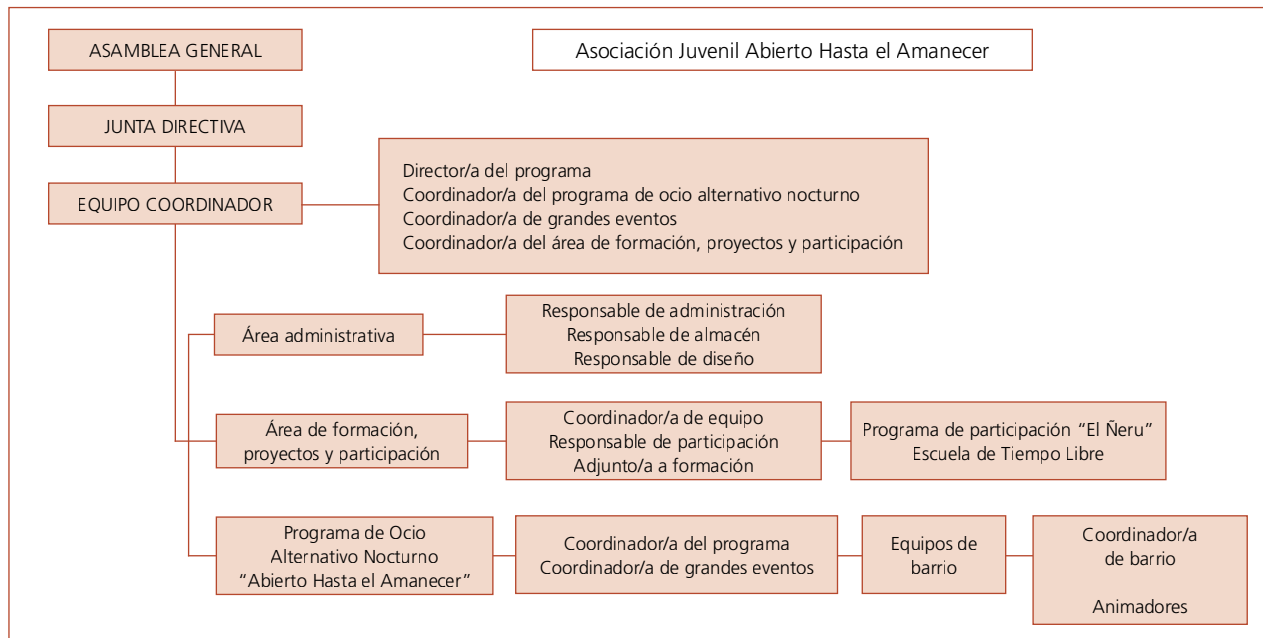 ASAMBLEA GENERAL
Asociación Juvenil Abierto Hasta el Amanecer
JUNTA DIRECTIVA
EQUIPO COORDINADOR
Director/a del programa
Coordinador/a del programa de ocio alternativo nocturno
Coordinador/a de grandes eventos
Coordinador/a del área de formación, proyectos y participación
Área administrativa
Responsable de administración
Responsable de almacén
Responsable de diseño
Área de formación,
proyectos y participación
Coordinador/a de equipo
Responsable de participación
Adjunto/a a formación
Programa de participación “El Ñeru”
Escuela de Tiempo Libre
Programa de Ocio
Alternativo Nocturno
“Abierto Hasta el Amanecer”
Coordinador/a del programa
Coordinador/a de grandes eventos
Equipos de
barrio
Coordinador/a
de barrio
Animadores